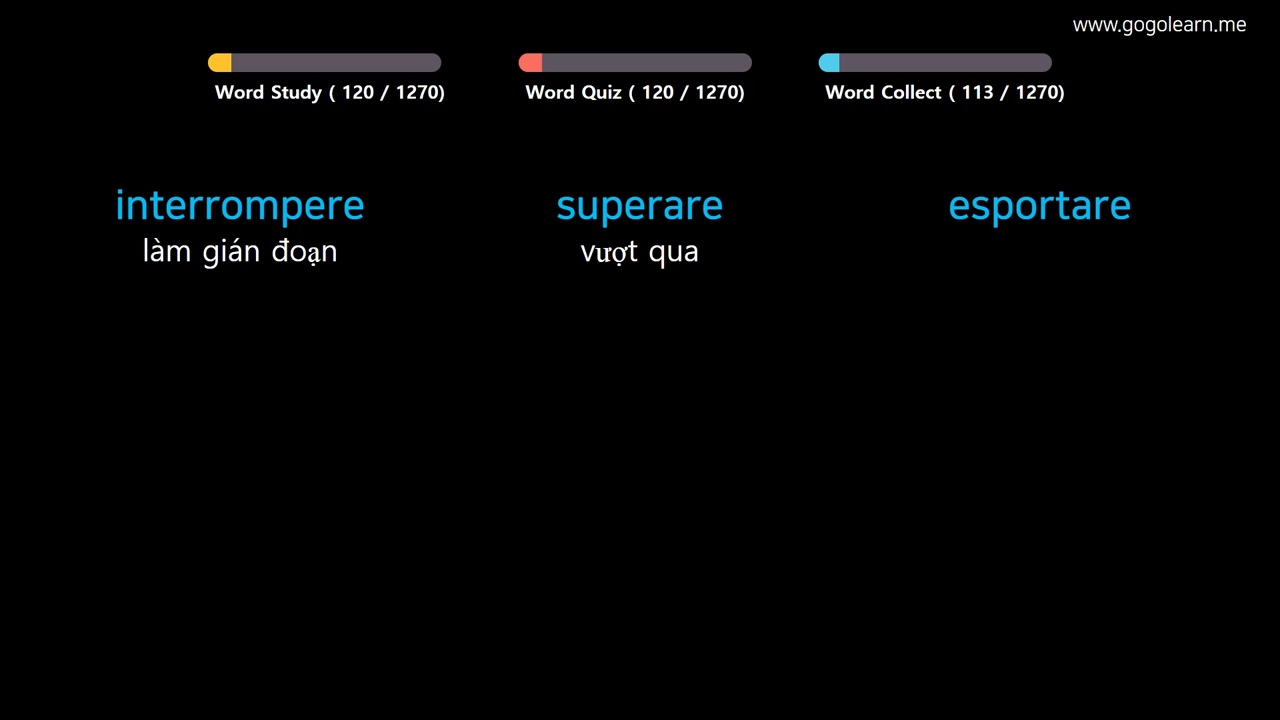 www.gogolearn.me
Word Study ( 120 / 1270)
Word Quiz ( 120 / 1270)
Word Collect ( 113 / 1270)
interrompere
làm gián đoạn
superare
vượt qua
esportare